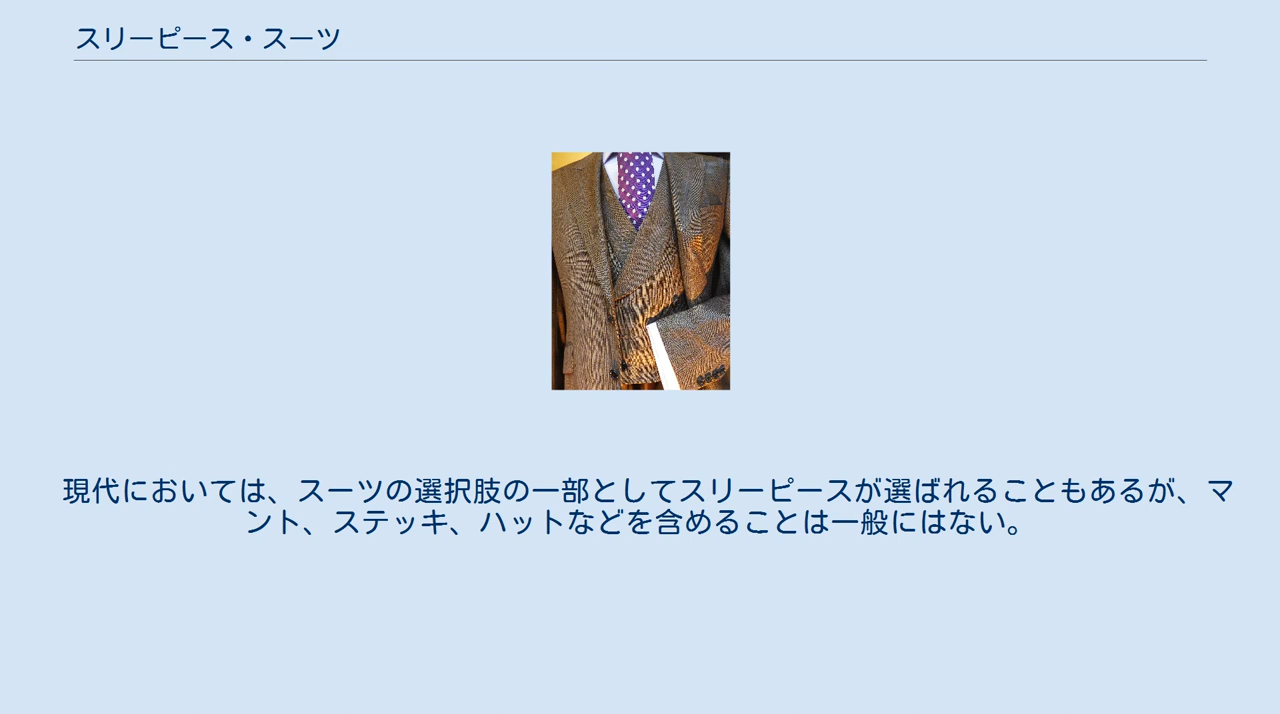 スリーピース・スーツ
現代においては、スーツの選択肢の一部としてスリーピースが選ばれることもあるが、マ
ント、ステッキ、ハットなどを含めることは一般にはない。